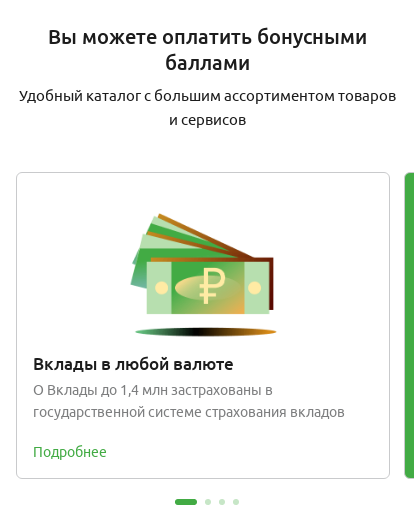 Вы можете оплатить бонусными
баллами
Удобный каталог с большим ассортиментом товаров
и сервисов
₽
Вклады в любой валюте
О Вклады до 1,4 млн застрахованы в
государственной системе страхования вкладов
Подробнее